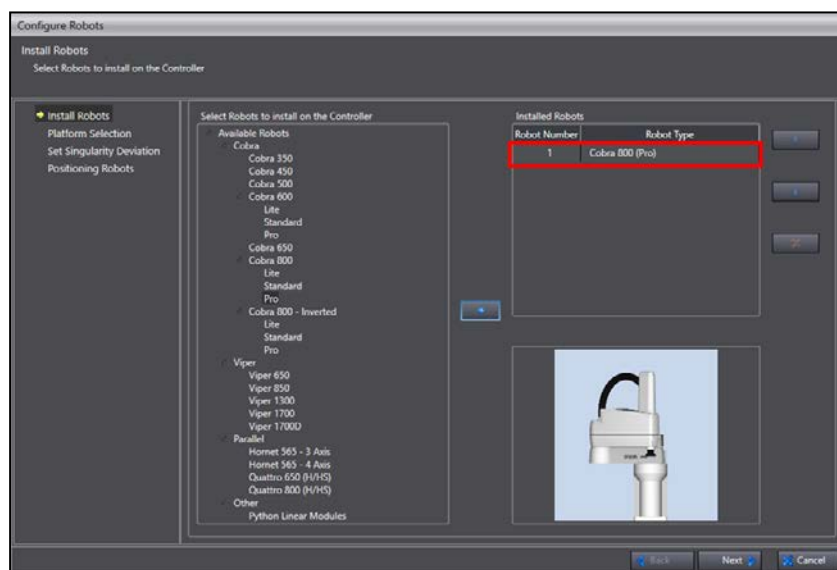 Configure Robots
Install Robots
Select Robots to install on the Controller
Install Robots
Platform Selection
Set Singularity Deviation
Positioning Robots
Select Robots to install on the Controller
Available Robots
Cobra
Cobra 350
Cobra 450
Cobra 500
Cobra 600
Lite
Standard
Pro
Cobra 650
Cobra 800
Lite
Standard
Pro
Cobra 800 - Inverted
Lite
Standard
Pro
Viper
Viper 650
Viper 850
Viper 1300
Viper 1700
Viper 1700D
Parallel
Hornet 565 - 3 Axis
Hornet 565 - 4 Axis
Quattro 650 (H/HS)
Quattro 800 (H/HS)
Other
Python Linear Modules
Installed Robots
Robot Number Robot Type
1 Cobra 800 (Pro)
Back Next Cancel